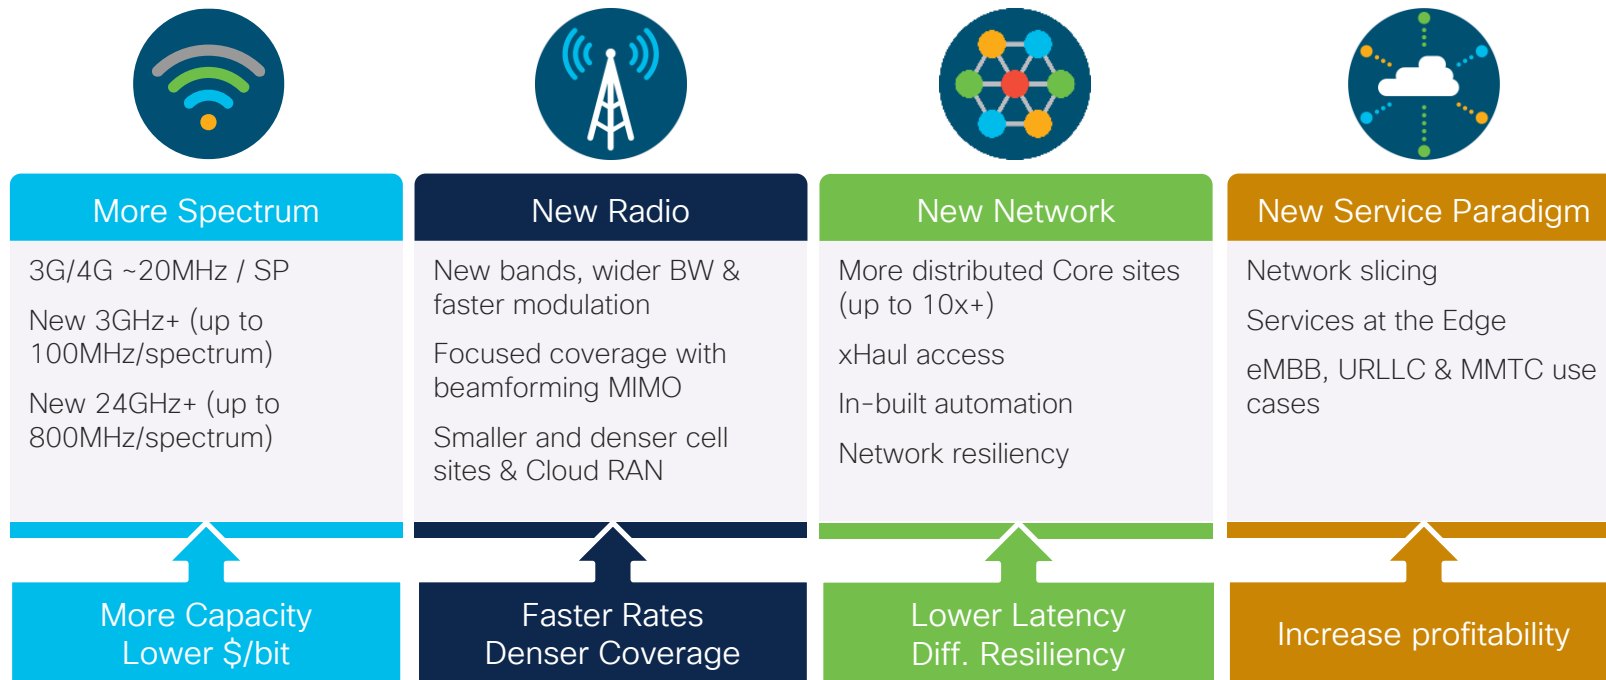 More Spectrum
3G/4G ~20MHz / SP
New 3GHz+ (up to
100MHz/spectrum)
New 24GHz+ (up to
800MHz/spectrum)
More Capacity
Lower $/bit
New Radio
New bands, wider BW &
faster modulation
Focused coverage with
beamforming MIMO
Smaller and denser cell
sites & Cloud RAN
Faster Rates
Denser Coverage
New Network
More distributed Core sites
(up to 10x+)
xHaul access
In-built automation
Network resiliency
Lower Latency
Diff. Resiliency
New Service Paradigm
Network slicing
Services at the Edge
eMBB, URLLC & MMTC use
cases
Increase profitability